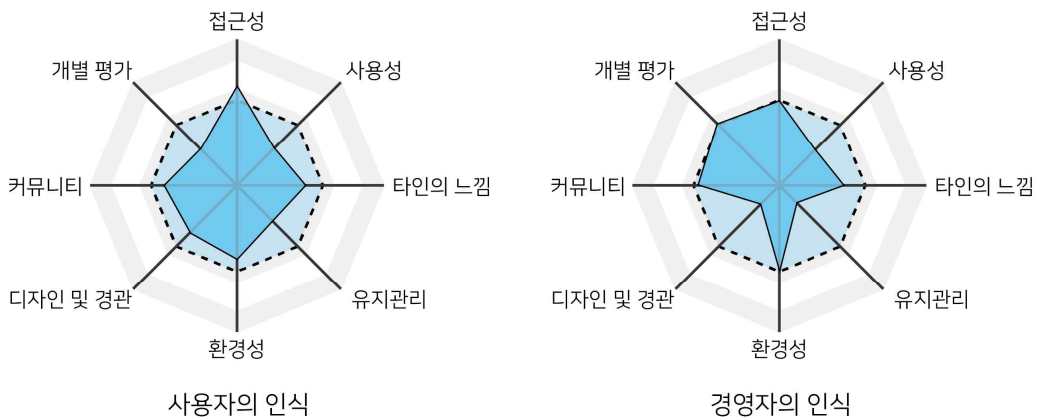 접근성
개별 평가
사용성
커뮤니티
타인의 느낌
디자인 및 경관
유지관리
환경성
사용자의 인식
접근성
개별 평가
사용성
커뮤니티
타인의 느낌
디자인 및 경관
유지관리
환경성
경영자의 인식